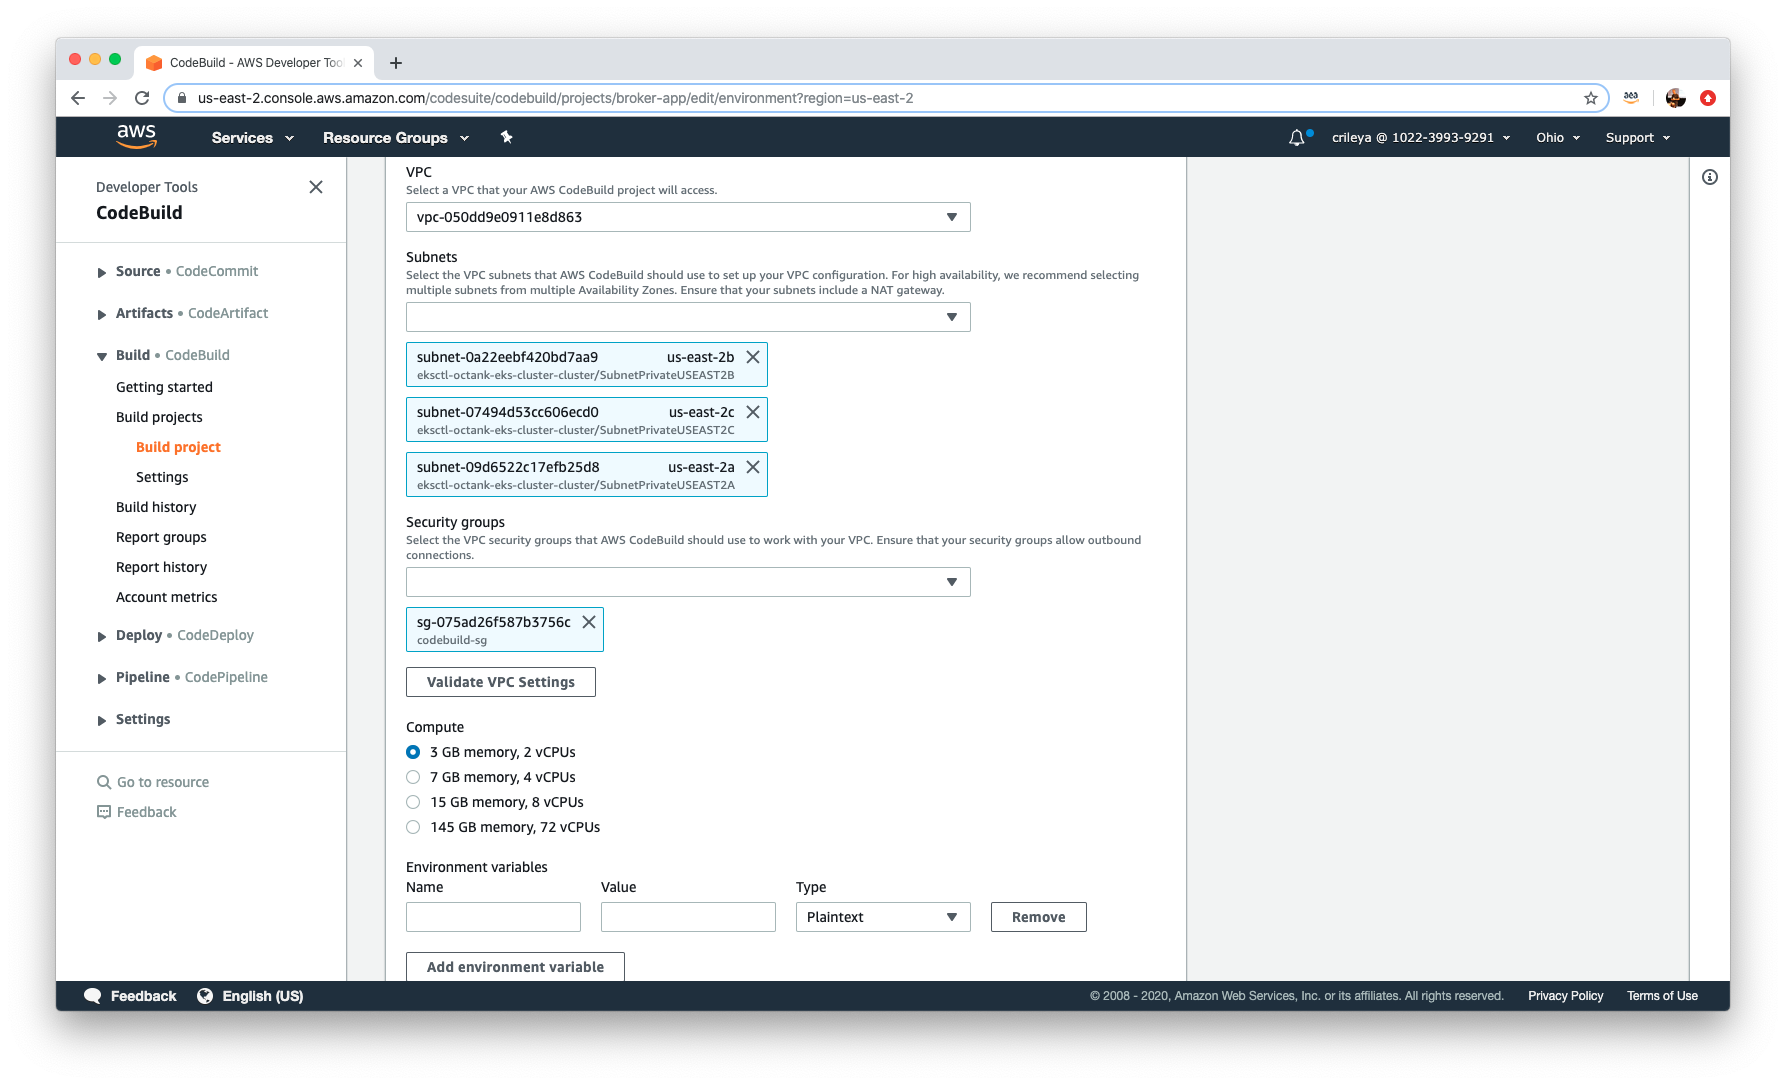 CodeBuild - AWS Developer Too
us-east-2.console.aws.amazon.com/codesuite/codebuild/projects/broker-app/edit/environment?region=us-east-2
aws
Services
Resource Groups
crileya @ 1022-3993-9291
Ohio
Support
Developer Tools
CodeBuild
Source • CodeCommit
Artifacts • CodeArtifact
Build • CodeBuild
Getting started
Build projects
Build project
Settings
Build history
Report groups
Report history
Account metrics
Deploy • CodeDeploy
Pipeline • CodePipeline
Settings
Go to resource
Feedback
VPC
Select a VPC that your AWS CodeBuild project will access.
vpc-050dd9e0911e8d863
Subnets
Select the VPC subnets that AWS CodeBuild should use to set up your VPC configuration. For high availability, we recommend selecting
multiple subnets from multiple Availability Zones. Ensure that your subnets include a NAT gateway.
subnet-0a22eebf420bd7aa9 us-east-2b
eksctl-octank-eks-cluster-cluster/SubnetPrivateUSEAST2B
subnet-07494d53cc606ecd0 us-east-2c
eksctl-octank-eks-cluster-cluster/SubnetPrivateUSEAST2C
subnet-09d6522c17efb25d8 us-east-2a
eksctl-octank-eks-cluster-cluster/SubnetPrivateUSEAST2A
Security groups
Select the VPC security groups that AWS CodeBuild should use to work with your VPC. Ensure that your security groups allow outbound
connections.
sg-075ad26f587b3756c
codebuild-sg
Validate VPC Settings
Compute
3 GB memory, 2 vCPUs
7 GB memory, 4 vCPUs
15 GB memory, 8 vCPUs
145 GB memory, 72 vCPUs
Environment variables
Name Value Type
Plaintext Remove
Add environment variable
Feedback
English (US)
© 2008 - 2020, Amazon Web Services, Inc. or its affiliates. All rights reserved.
Privacy Policy
Terms of Use